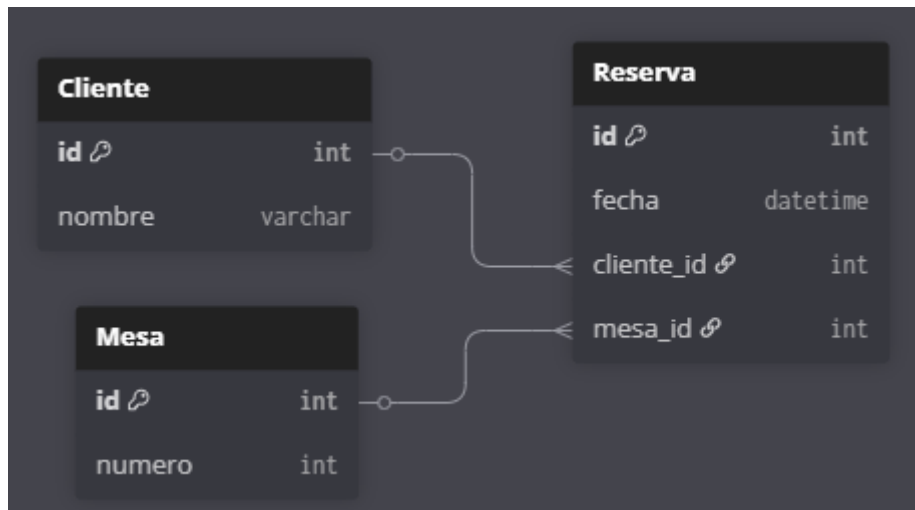 Cliente
id int
nombre varchar
Mesa
id int
numero int
Reserva
id int
fecha datetime
cliente_id int
mesa_id int